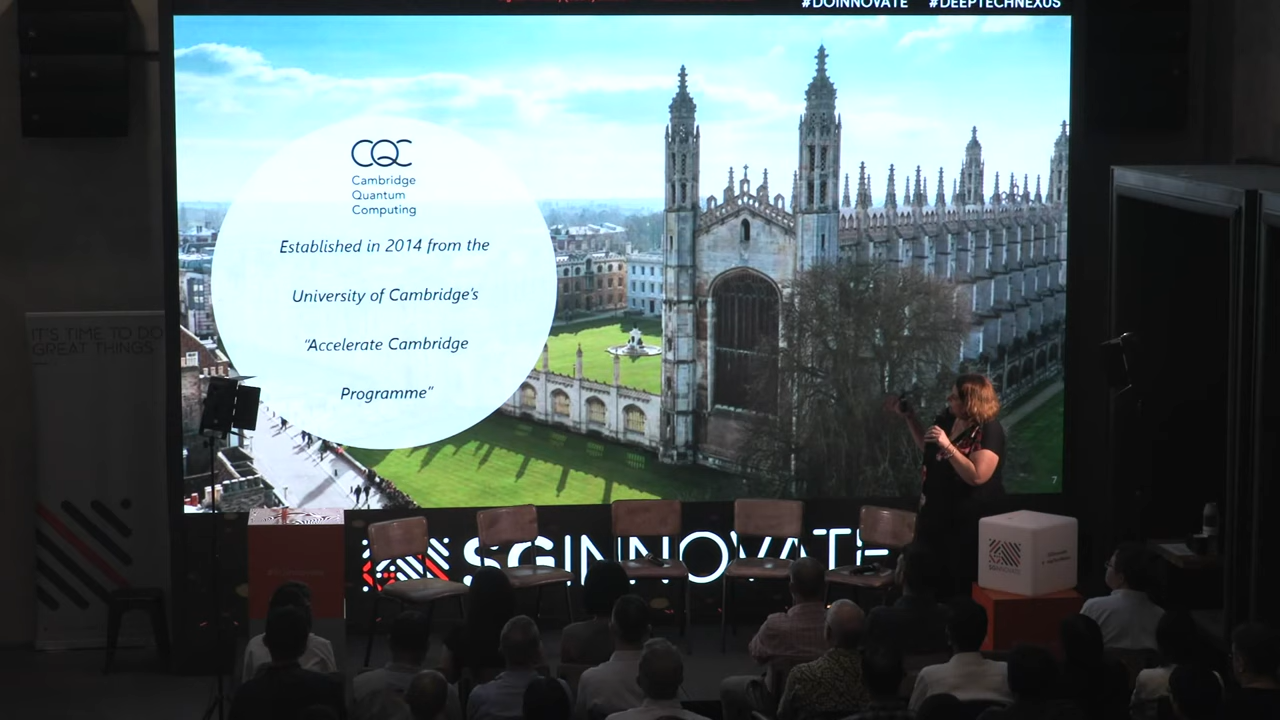 #DOINNOVATE #DEEPTECHNEXUS
CQC
Cambridge
Quantum
Computing
Established in 2014 from the
University of Cambridge's
“Accelerate Cambridge
Programme”
7
IT'S TIME TO DO
GREAT THINGS
SGINNOVATE
SGINNOVATE